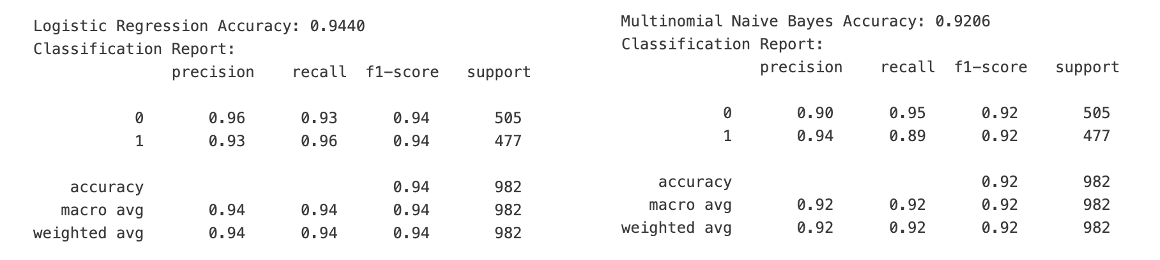 Logistic Regression Accuracy: 0.9440
Classification Report:
precision recall f1-score support
0 0.96 0.93 0.94 505
1 0.93 0.96 0.94 477
accuracy 0.94 982
macro avg 0.94 0.94 0.94 982
weighted avg 0.94 0.94 0.94 982
Multinomial Naive Bayes Accuracy: 0.9206
Classification Report:
precision recall f1-score support
0 0.90 0.95 0.92 505
1 0.94 0.89 0.92 477
accuracy 0.92 982
macro avg 0.92 0.92 0.92 982
weighted avg 0.92 0.92 0.92 982